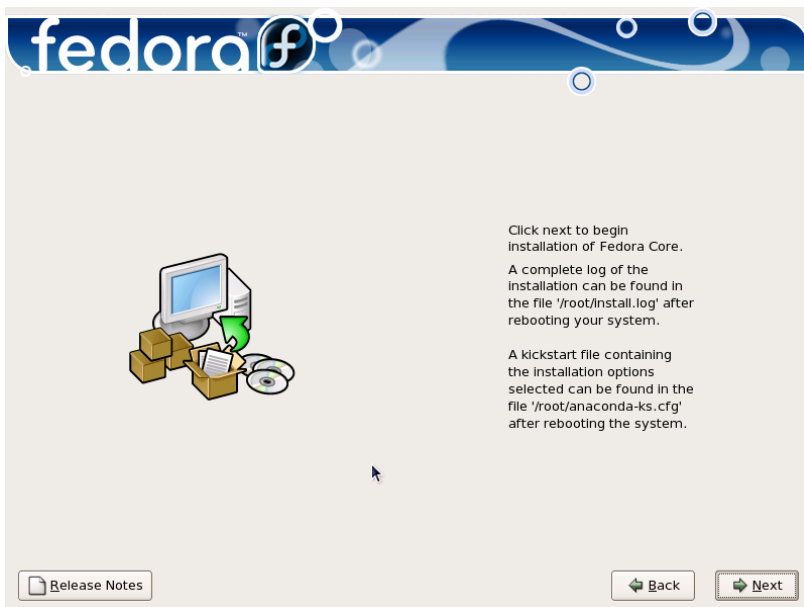 fedora™
Click next to begin
installation of Fedora Core.
A complete log of the
installation can be found in
the file '/root/install.log' after
rebooting your system.
A kickstart file containing
the installation options
selected can be found in the
file '/root/anaconda-ks.cfg'
after rebooting the system.
Release Notes
Back
Next